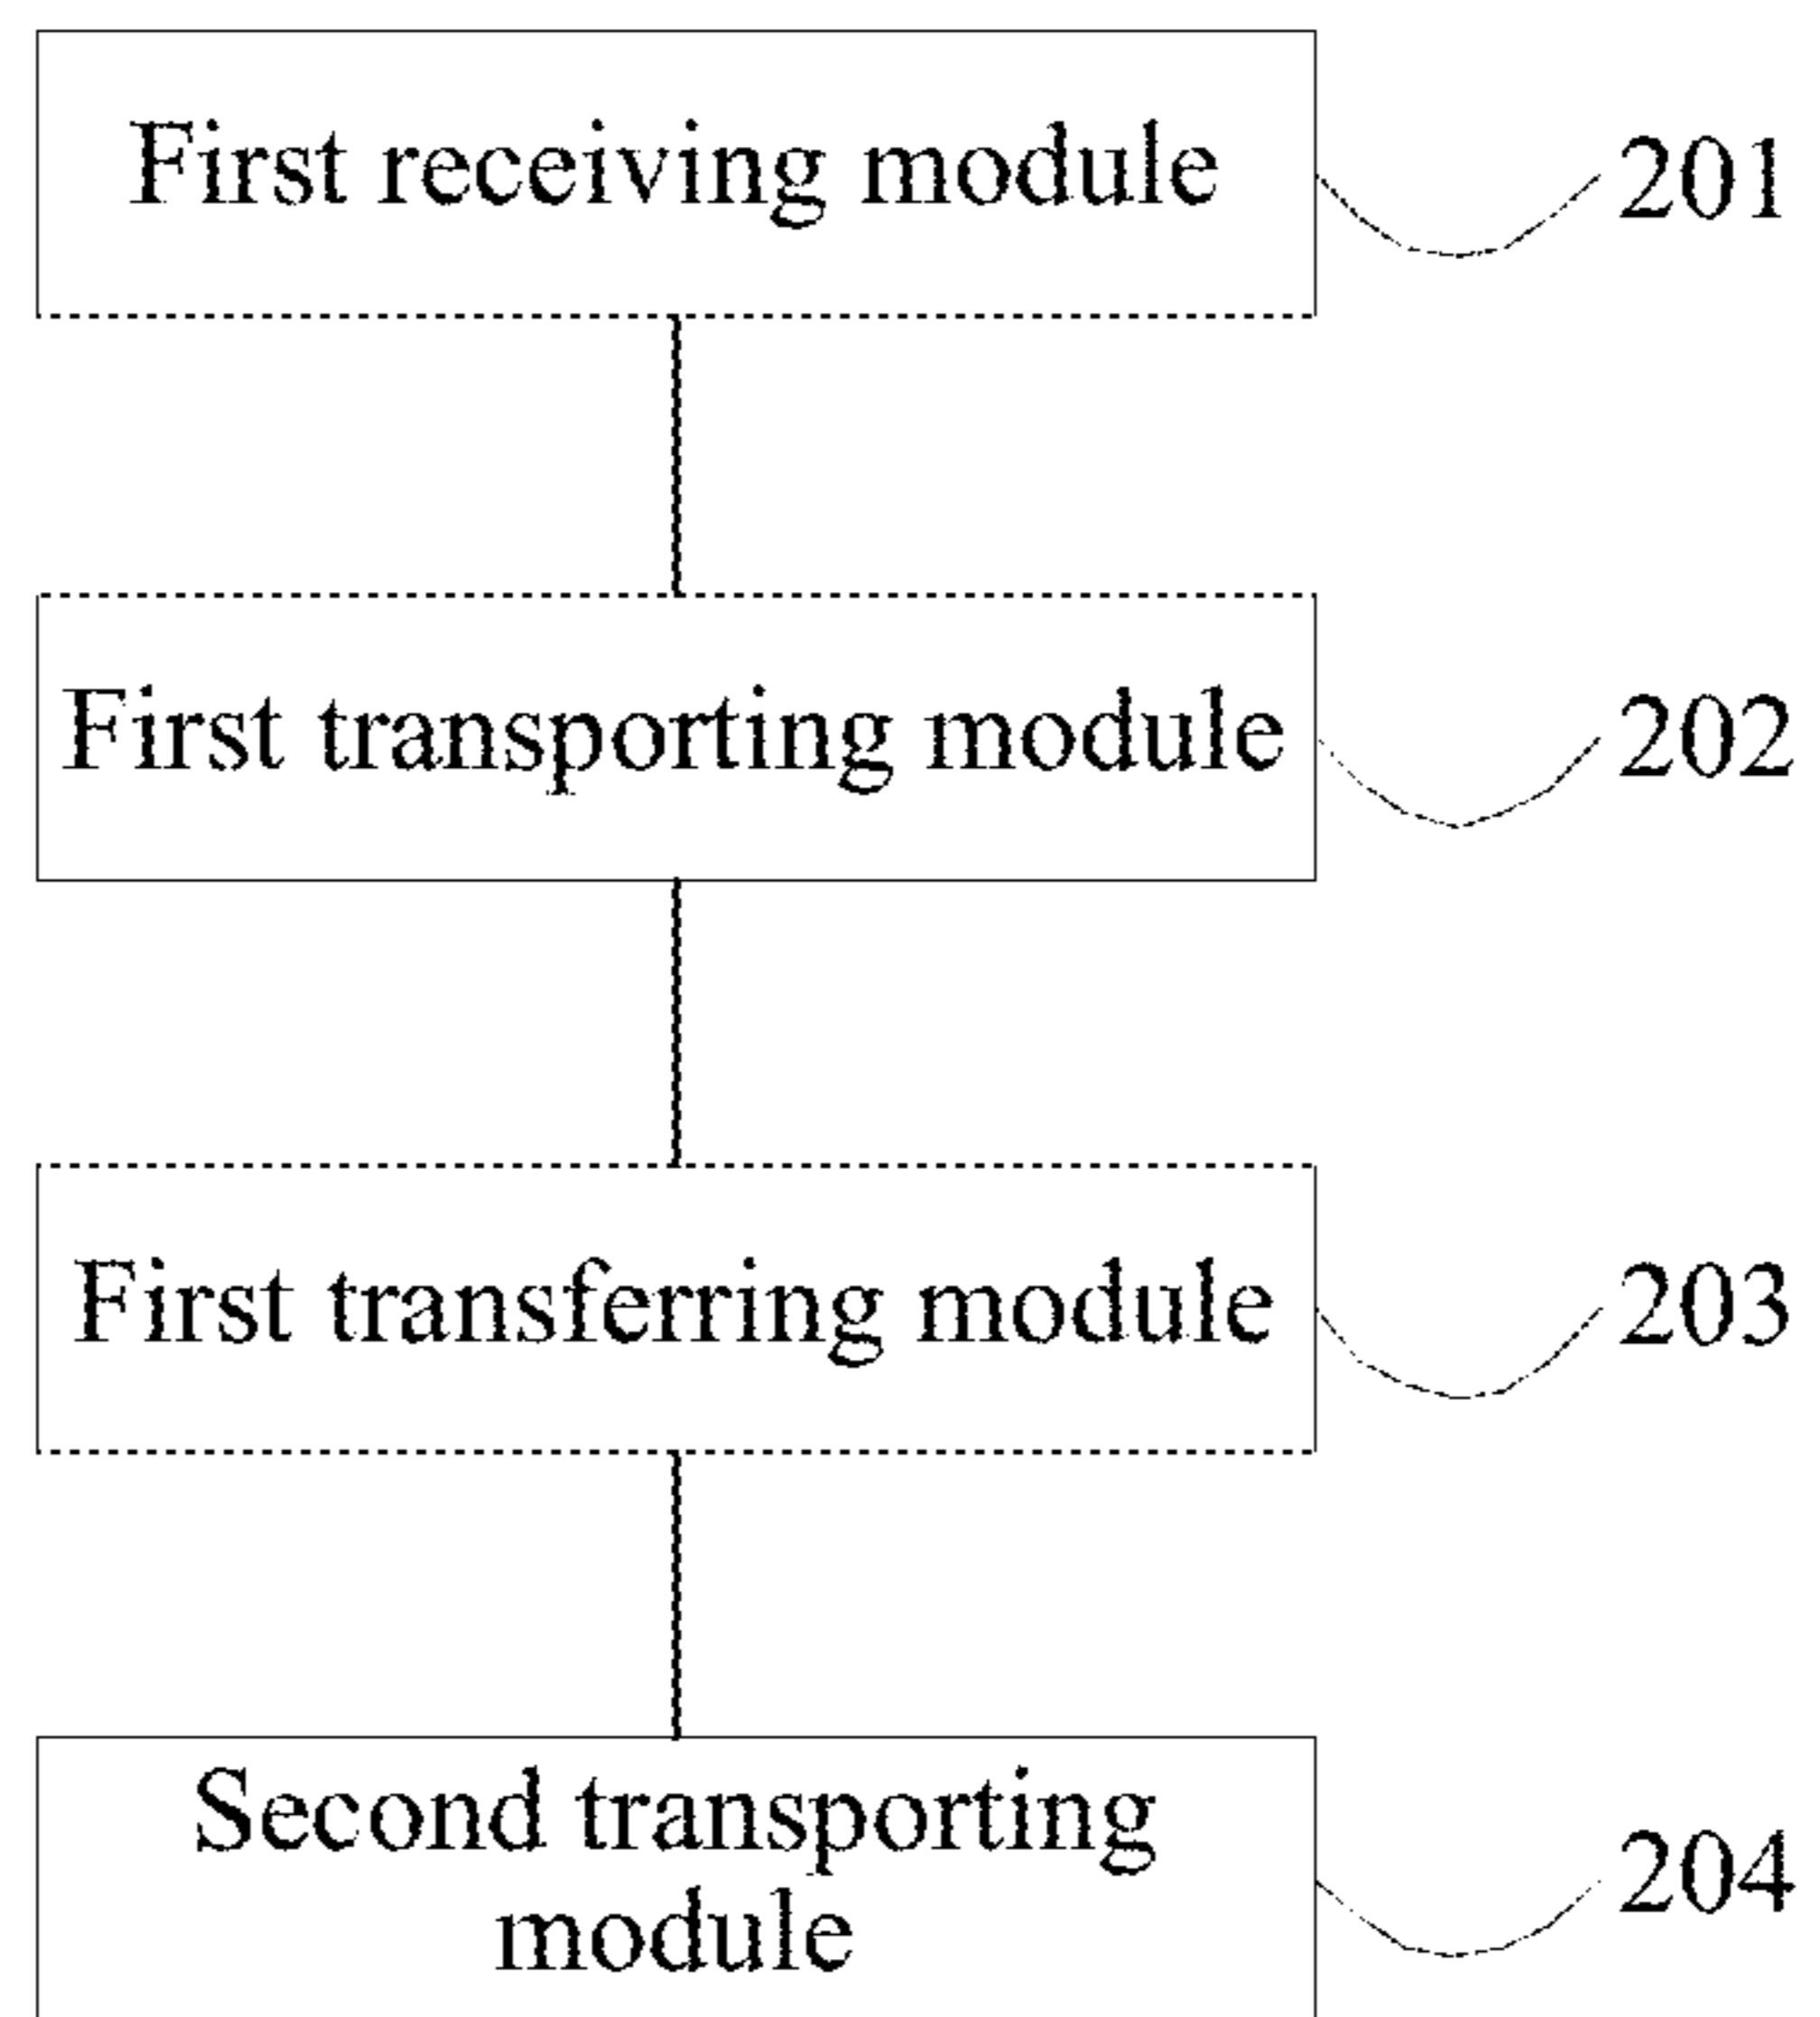 First receiving module
201
First transporting module
202
First transferring module
203
Second transporting
module
204